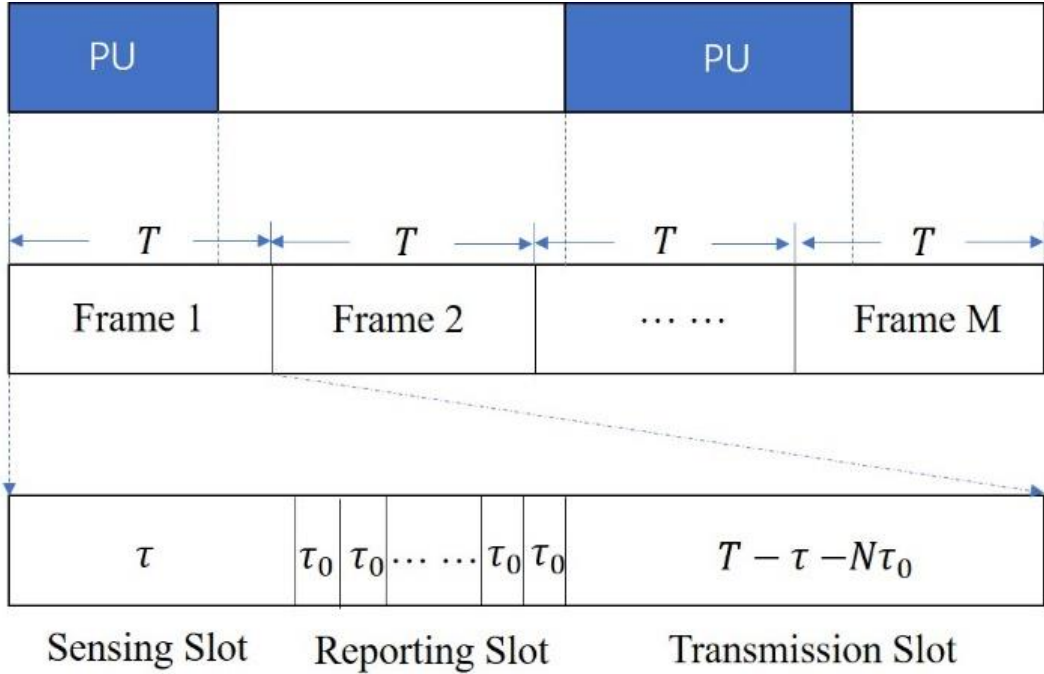 PU PU
T T T T
Frame 1 Frame 2 ⋯ ⋯ Frame M
τ τ₀ τ₀ ⋯ ⋯ τ₀ τ₀ T − τ −Nτ₀
Sensing Slot Reporting Slot Transmission Slot